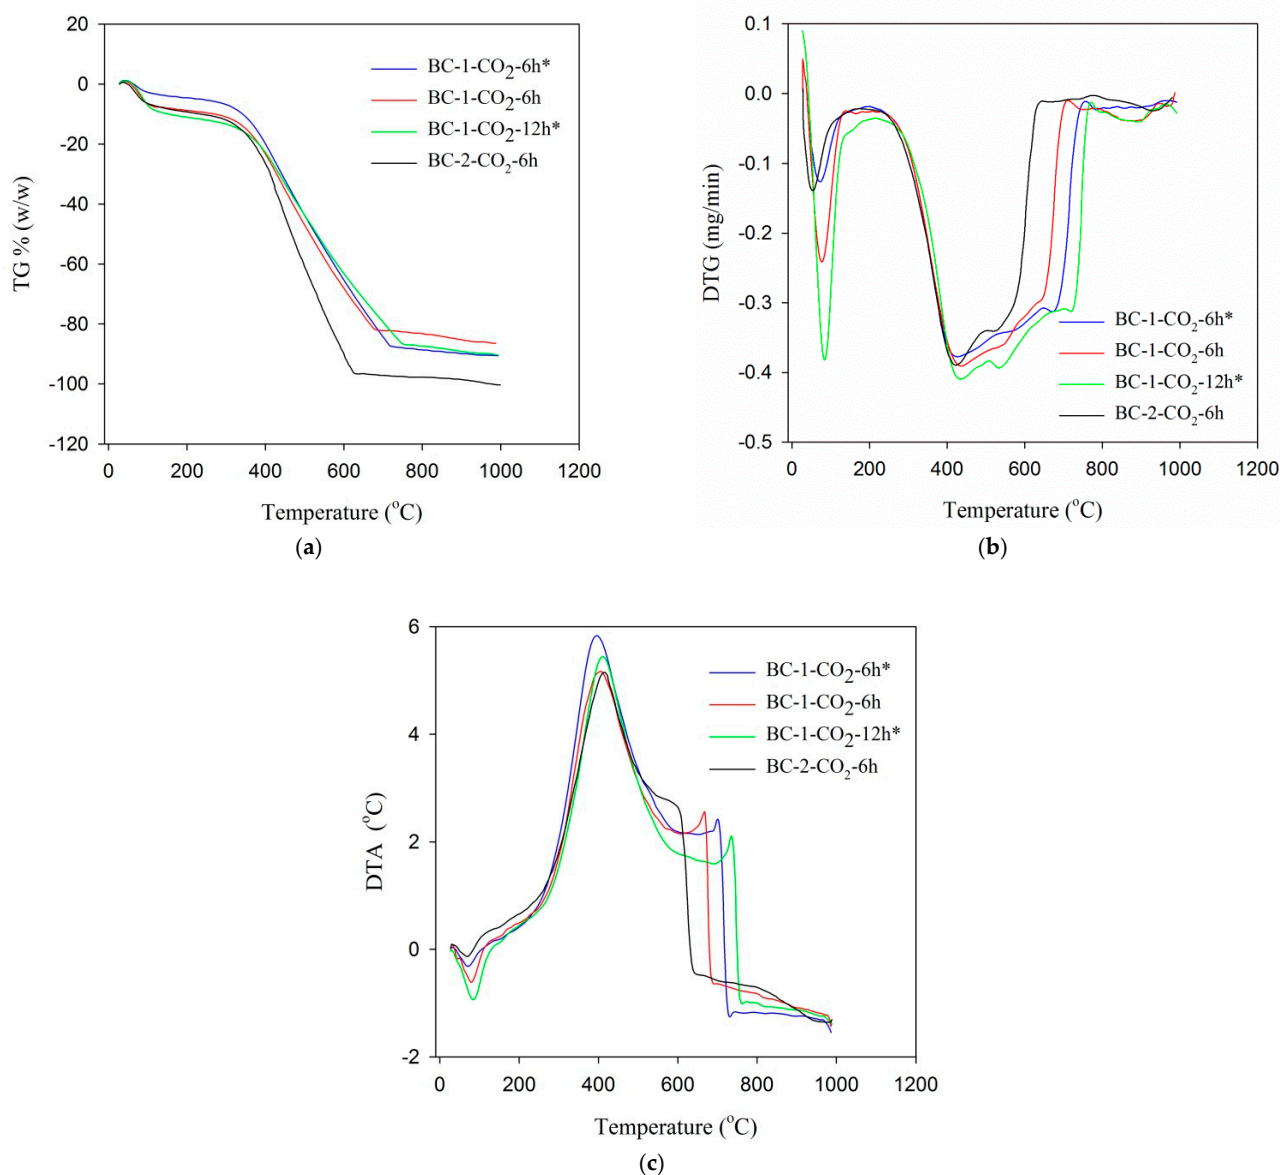 20
0
-20
-40
-60
-80
-100
-120
TG % (w/w)
BC-1-CO2-6h*
BC-1-CO2-6h
BC-1-CO2-12h*
BC-2-CO2-6h
0 200 400 600 800 1000 1200
Temperature (oC)
(a)
0.1
0.0
-0.1
-0.2
-0.3
-0.4
-0.5
DTG (mg/min)
BC-1-CO2-6h*
BC-1-CO2-6h
BC-1-CO2-12h*
BC-2-CO2-6h
0 200 400 600 800 1000 1200
Temperature (oC)
(b)
6
4
2
0
-2
DTA (oC)
BC-1-CO2-6h*
BC-1-CO2-6h
BC-1-CO2-12h*
BC-2-CO2-6h
0 200 400 600 800 1000 1200
Temperature (oC)
(c)